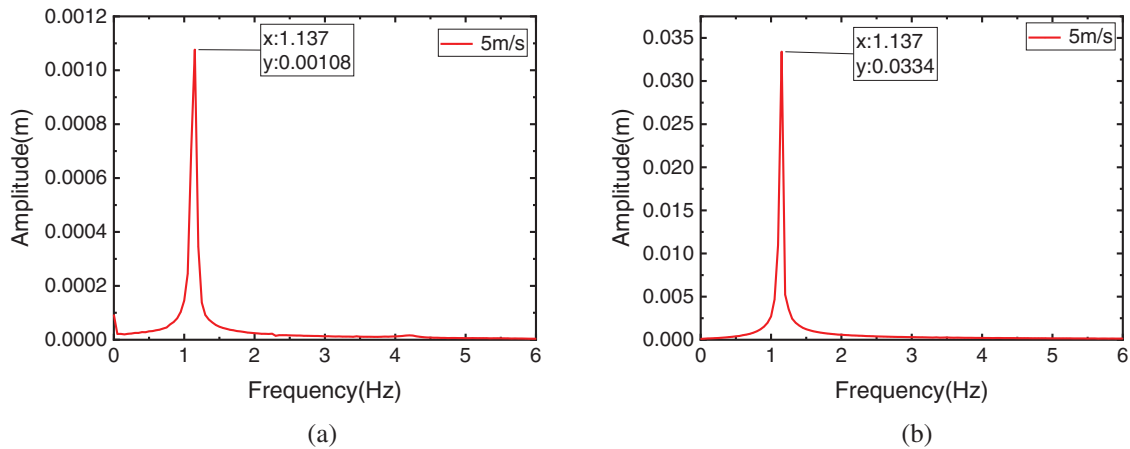 x:1.137
y:0.00108
5m/s
0.0012
0.0010
0.0008
0.0006
0.0004
0.0002
0.0000
Amplitude(m)
0 1 2 3 4 5 6
Frequency(Hz)
(a)
x:1.137
y:0.0334
5m/s
0.035
0.030
0.025
0.020
0.015
0.010
0.005
0.000
Amplitude(m)
0 1 2 3 4 5 6
Frequency(Hz)
(b)